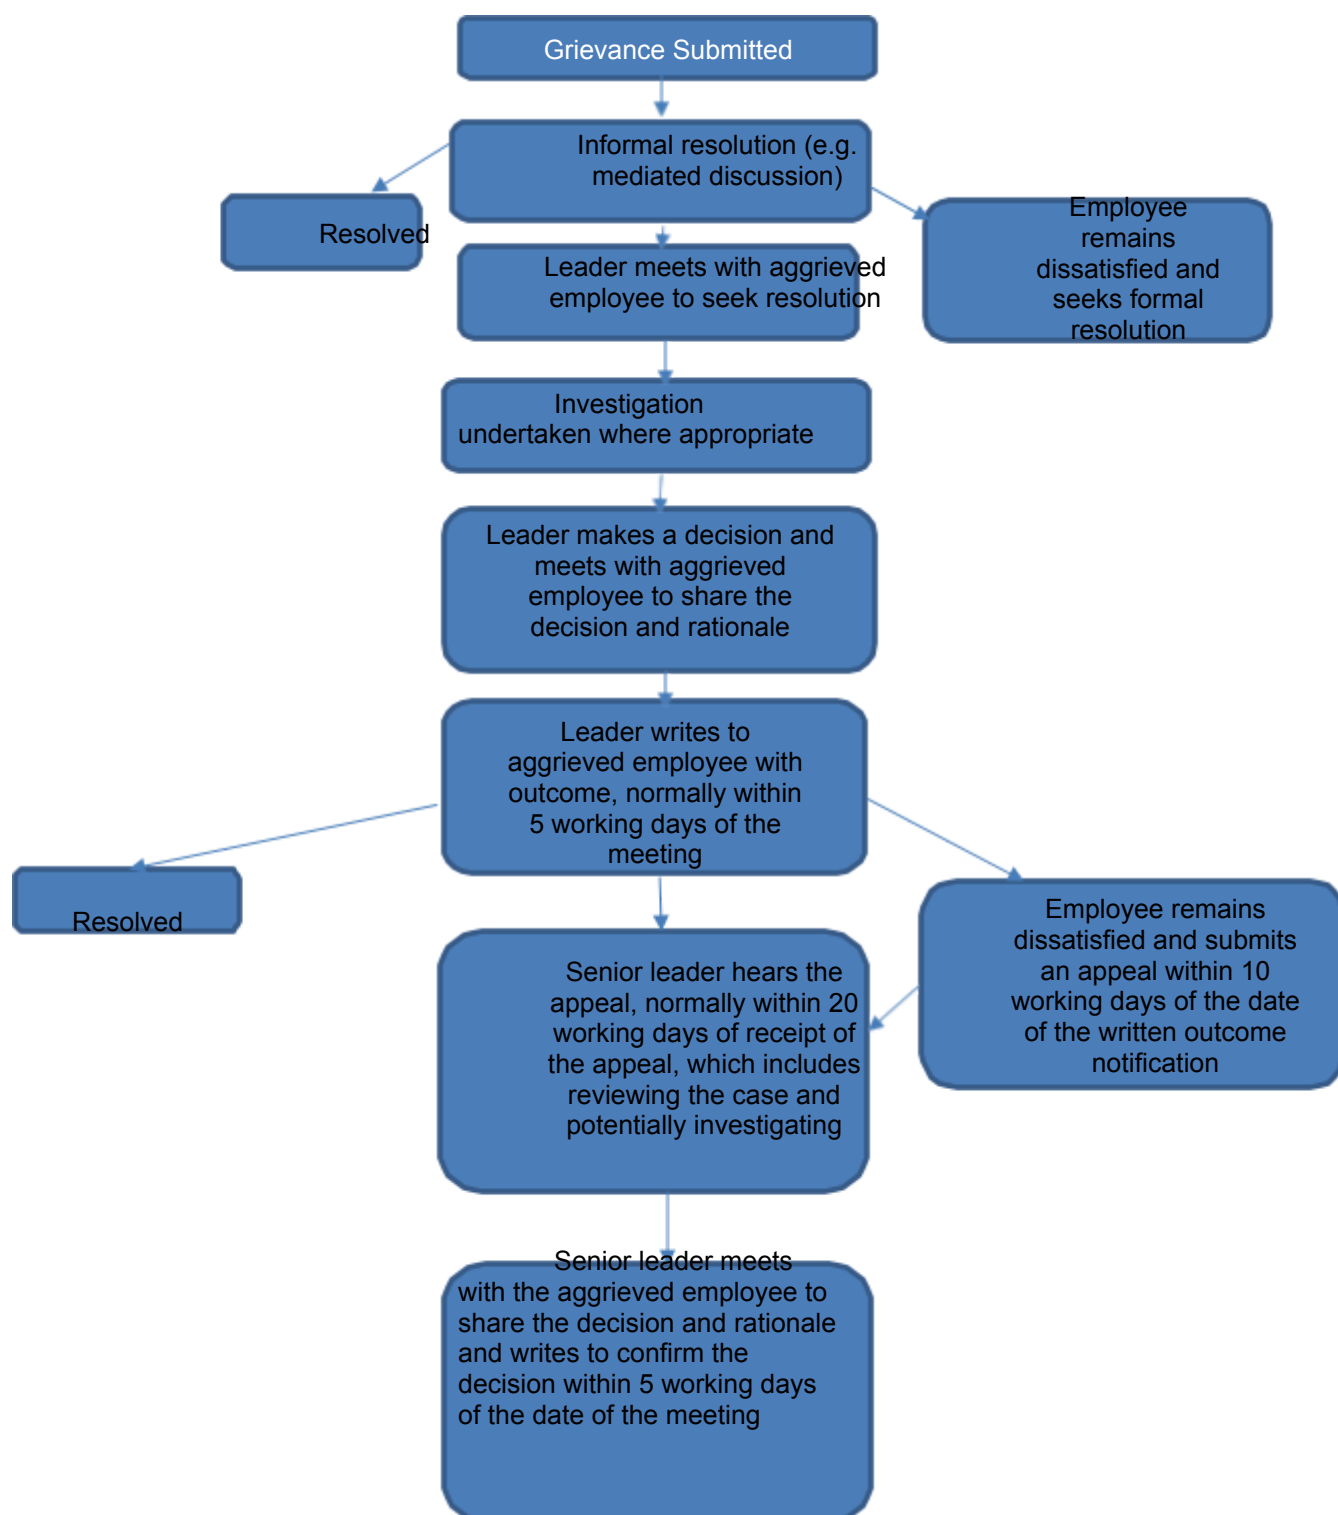 Grievance Submitted
Informal resolution (e.g.
mediated discussion)
Resolved
Employee
remains
dissatisfied and
seeks formal
resolution
Leader meets with aggrieved
employee to seek resolution
Investigation
undertaken where appropriate
Leader makes a decision and
meets with aggrieved
employee to share the
decision and rationale
Leader writes to
aggrieved employee with
outcome, normally within
5 working days of the
meeting
Resolved
Employee remains
dissatisfied and submits
an appeal within 10
working days of the date
of the written outcome
notification
Senior leader hears the
appeal, normally within 20
working days of receipt of
the appeal, which includes
reviewing the case and
potentially investigating
Senior leader meets
with the aggrieved employee to
share the decision and rationale
and writes to confirm the
decision within 5 working days
of the date of the meeting